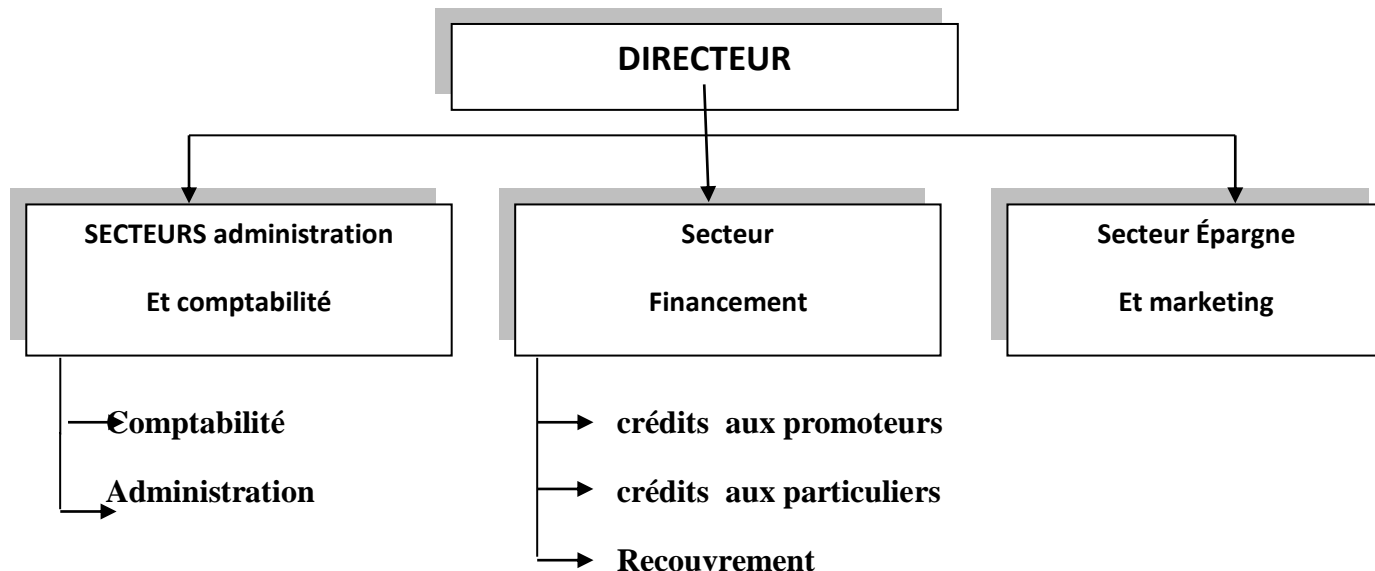 DIRECTEUR
SECTEURS administration
Et comptabilité
Secteur
Financement
Secteur Épargne
Et marketing
Comptabilité
Administration
crédits aux promoteurs
crédits aux particuliers
Recouvrement